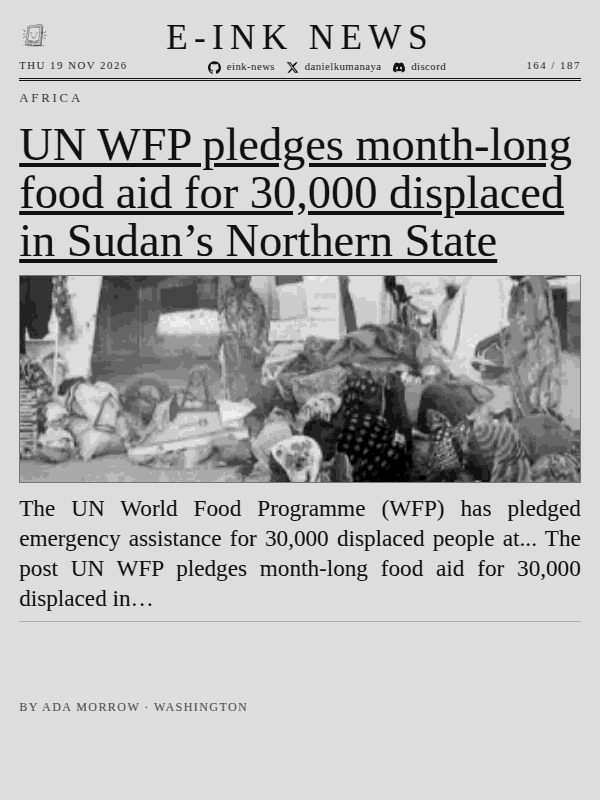 E-INK NEWS
THU 19 NOV 2026
eink-news
danielkumanaya
discord
164 / 187
AFRICA
UN WFP pledges month-long
food aid for 30,000 displaced
in Sudan’s Northern State
The UN World Food Programme (WFP) has pledged
emergency assistance for 30,000 displaced people at... The
post UN WFP pledges month-long food aid for 30,000
displaced in…
BY ADA MORROW · WASHINGTON